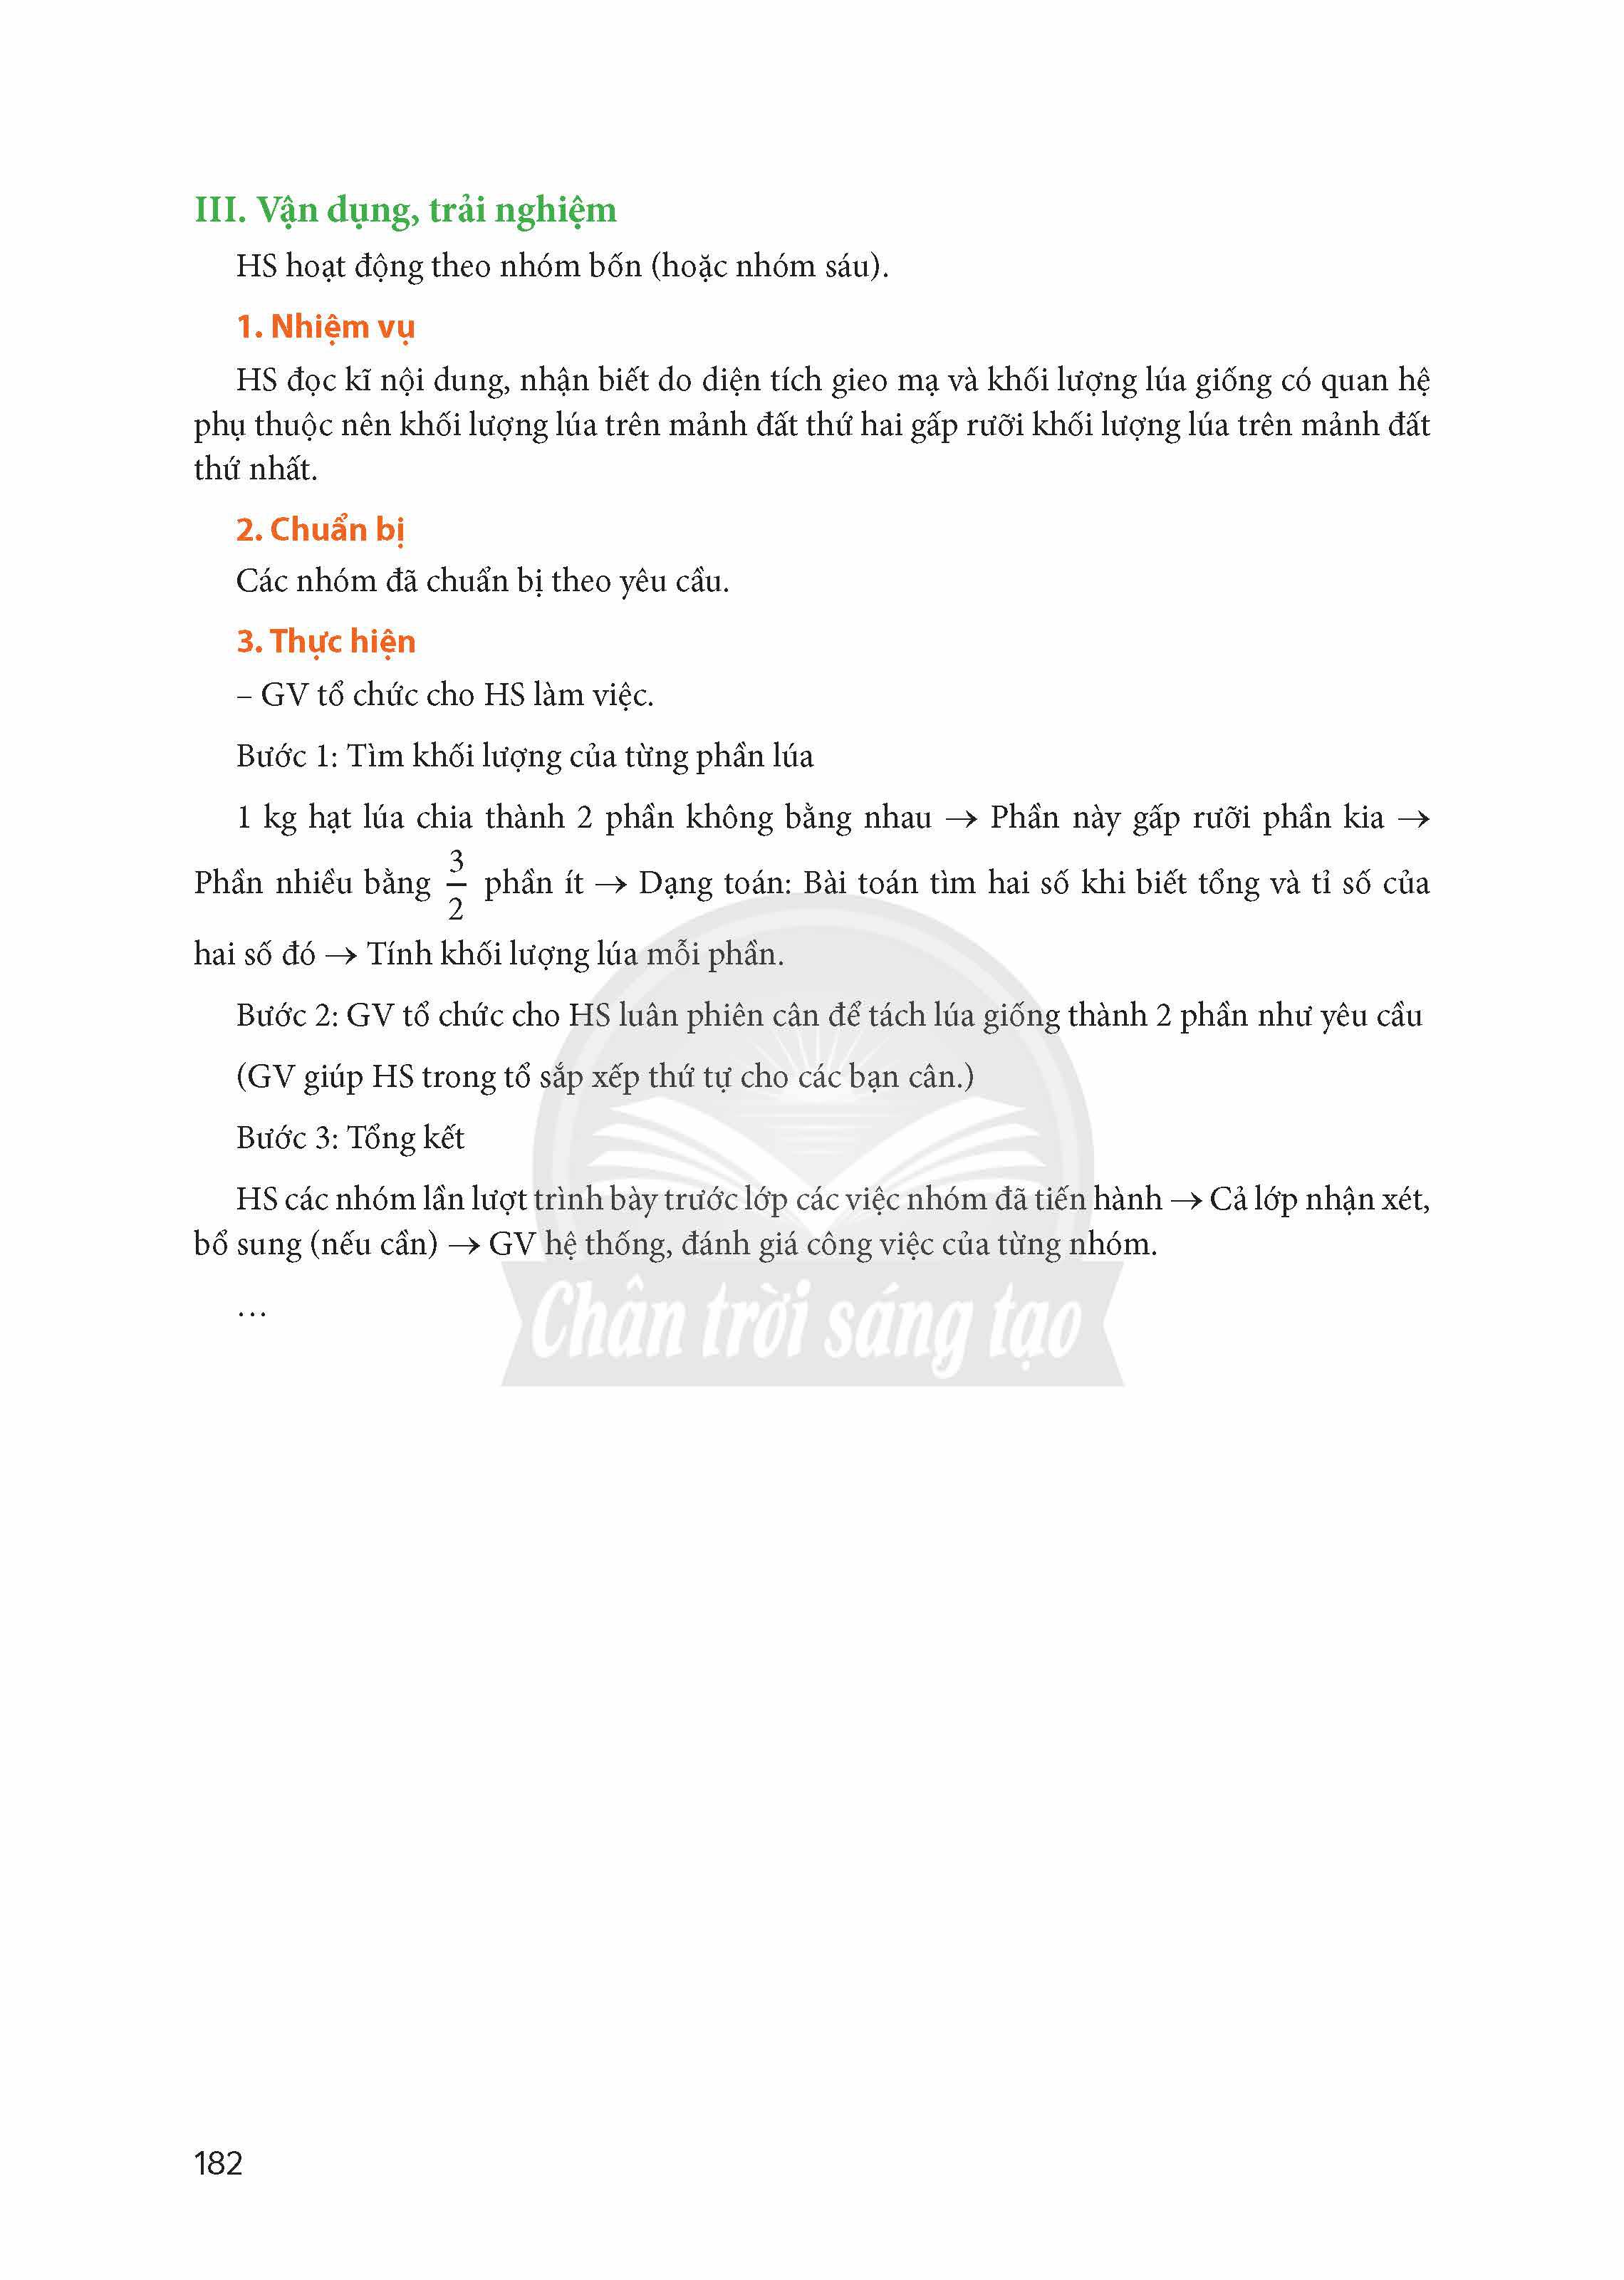 III. Vận dụng, trải nghiệm
HS hoạt động theo nhóm bốn (hoặc nhóm sáu).
1. Nhiệm vụ
HS đọc kĩ nội dung, nhận biết do diện tích gieo mạ và khối lượng lúa giống có quan hệ
phụ thuộc nên khối lượng lúa trên mảnh đất thứ hai gấp rưỡi khối lượng lúa trên mảnh đất
thứ nhất.
2. Chuẩn bị
Các nhóm đã chuẩn bị theo yêu cầu.
3. Thực hiện
– GV tổ chức cho HS làm việc.
Bước 1: Tìm khối lượng của từng phần lúa
1 kg hạt lúa chia thành 2 phần không bằng nhau → Phần này gấp rưỡi phần kia →
Phần nhiều bằng 3/2 phần ít → Dạng toán: Bài toán tìm hai số khi biết tổng và tỉ số của
hai số đó → Tính khối lượng lúa mỗi phần.
Bước 2: GV tổ chức cho HS luân phiên cân để tách lúa giống thành 2 phần như yêu cầu
(GV giúp HS trong tổ sắp xếp thứ tự cho các bạn cân.)
Bước 3: Tổng kết
HS các nhóm lần lượt trình bày trước lớp các việc nhóm đã tiến hành → Cả lớp nhận xét,
bổ sung (nếu cần) → GV hệ thống, đánh giá công việc của từng nhóm.
…
Chân trời sáng tạo
182